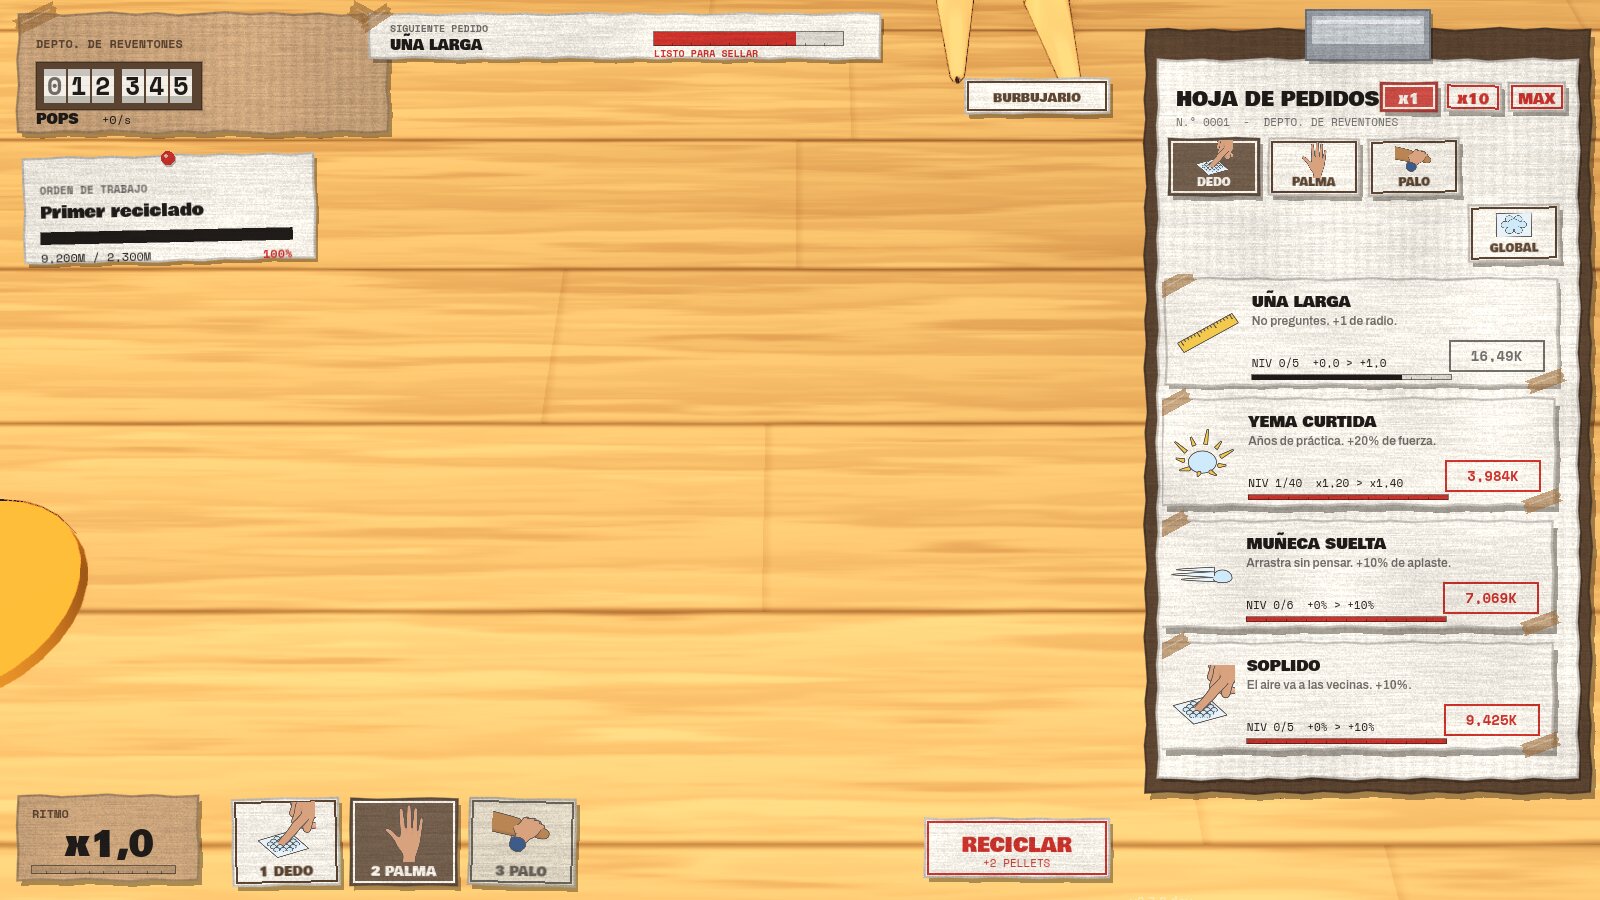 DEPTO. DE REVENTONES
012345
POPS +0/s
SIGUIENTE PEDIDO
UÑA LARGA
LISTO PARA SELLAR
BURBUJARIO
ORDEN DE TRABAJO
Primer reciclado
9,200M / 2,300M 100%
HOJA DE PEDIDOS x1 x10 MAX
N.º 0001 - DEPTO. DE REVENTONES
DEDO PALMA PALO
GLOBAL
UÑA LARGA
No preguntes. +1 de radio.
NIV 0/5 +0,0 > +1,0 16,49K
YEMA CURTIDA
Años de práctica. +20% de fuerza.
NIV 1/40 x1,20 > x1,40 3,984K
MUÑECA SUELTA
Arrastra sin pensar. +10% de aplaste.
NIV 0/6 +0% > +10% 7,069K
SOPLIDO
El aire va a las vecinas. +10%.
NIV 0/5 +0% > +10% 9,425K
RITMO
x1,0
1 DEDO 2 PALMA 3 PALO
RECICLAR
+2 PELLETS